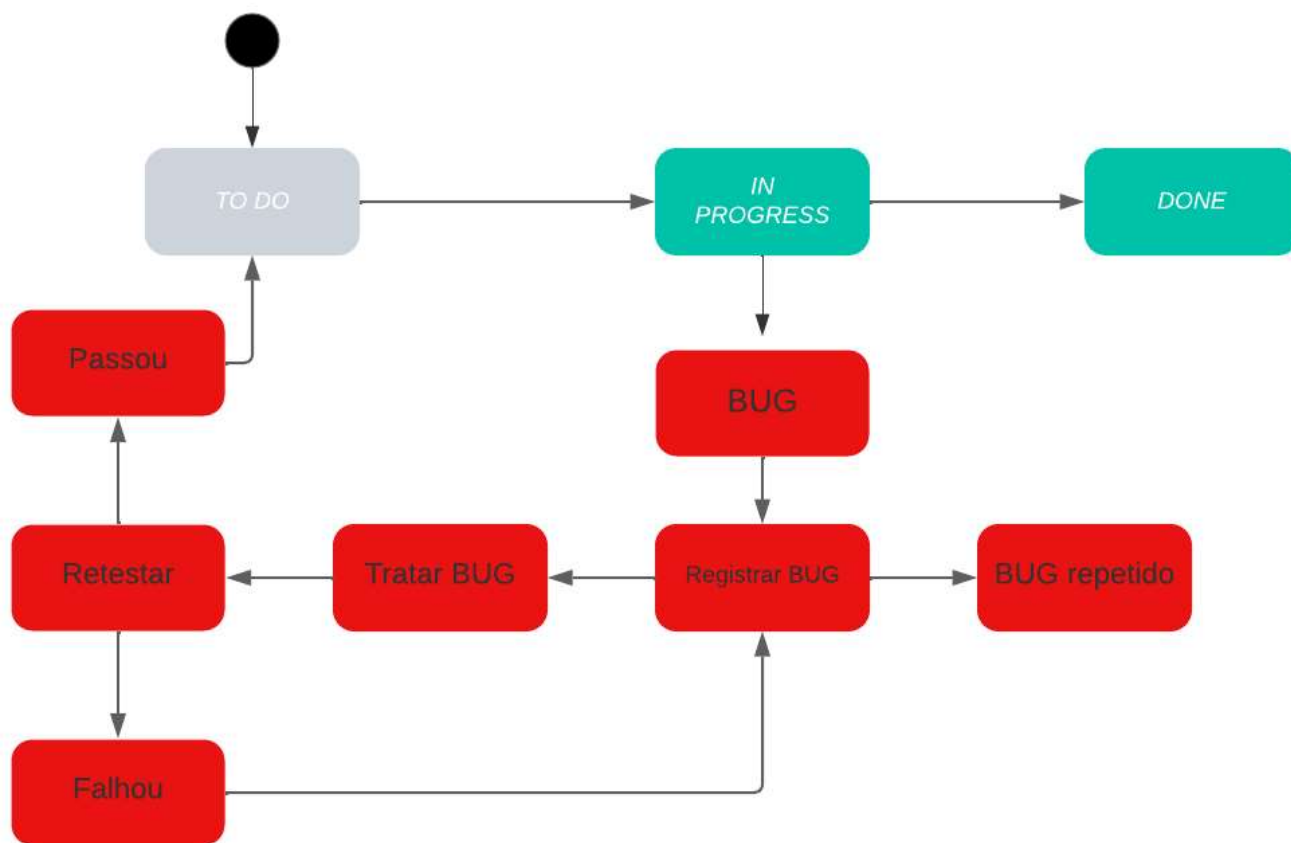 TO DO
IN
PROGRESS
DONE
Passou
BUG
Retestar
Tratar BUG
Registrar BUG
BUG repetido
Falhou